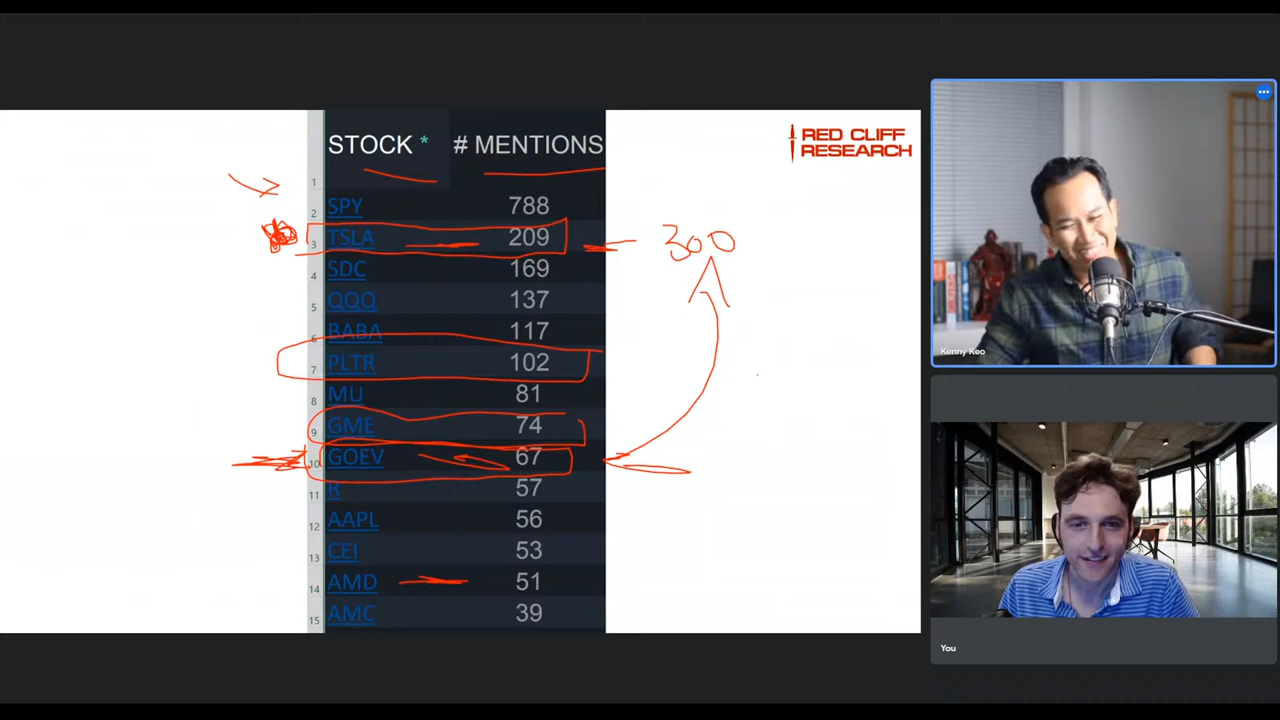 STOCK * # MENTIONS
1
2 SPY 788
3 TSLA 209
4 SDC 169
5 QQQ 137
6 BABA 117
7 PLTR 102
8 MU 81
9 GME 74
10 GOEV 67
11 R 57
12 AAPL 56
13 CEI 53
14 AMD 51
15 AMC 39
300
RED CLIFF
RESEARCH
Kenny Keo
You